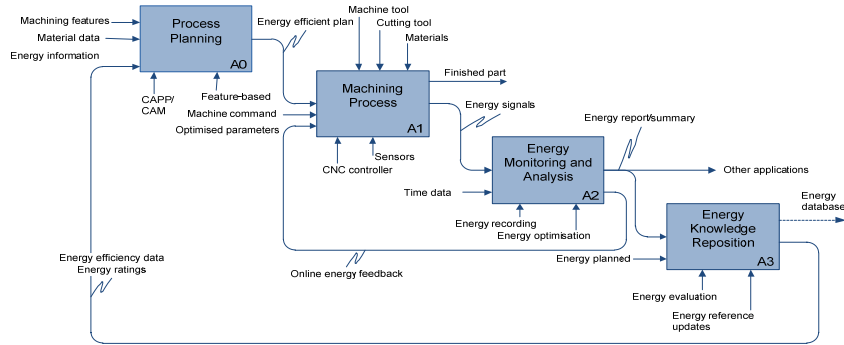 Machining features
Material data
Energy information
Process
Planning
A0
CAPP/
CAM
Feature-based
Energy efficient plan
Machine tool
Cutting tool
Materials
Machining
Process
A1
Machine command
Optimised parameters
CNC controller
Sensors
Finished part
Energy signals
Energy
Monitoring and
Analysis
A2
Time data
Energy recording
Energy optimisation
Energy report/summary
Other applications
Online energy feedback
Energy
Knowledge
Reposition
A3
Energy planned
Energy evaluation
Energy reference
updates
Energy
database
Energy efficiency data
Energy ratings